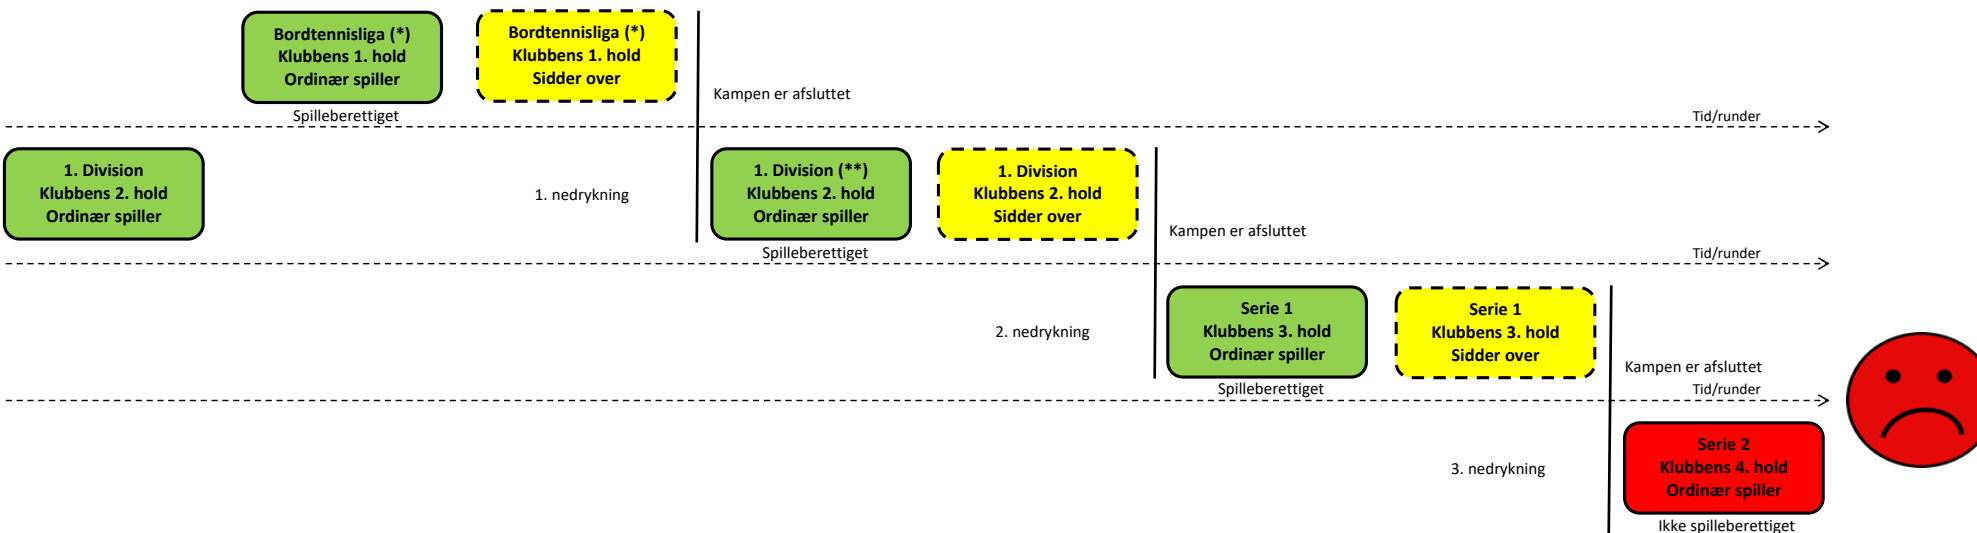 Bordtennisliga (*)
Klubbens 1. hold
Ordinær spiller
Bordtennisliga (*)
Klubbens 1. hold
Sidder over
Kampen er afsluttet
Spilleberettiget
Tid/runder
1. Division
Klubbens 2. hold
Ordinær spiller
1. nedrykning
1. Division (**)
Klubbens 2. hold
Ordinær spiller
1. Division
Klubbens 2. hold
Sidder over
Kampen er afsluttet
Spilleberettiget
Tid/runder
2. nedrykning
Serie 1
Klubbens 3. hold
Ordinær spiller
Serie 1
Klubbens 3. hold
Sidder over
Kampen er afsluttet
Spilleberettiget
Tid/runder
3. nedrykning
Serie 2
Klubbens 4. hold
Ordinær spiller
Ikke spilleberettiget